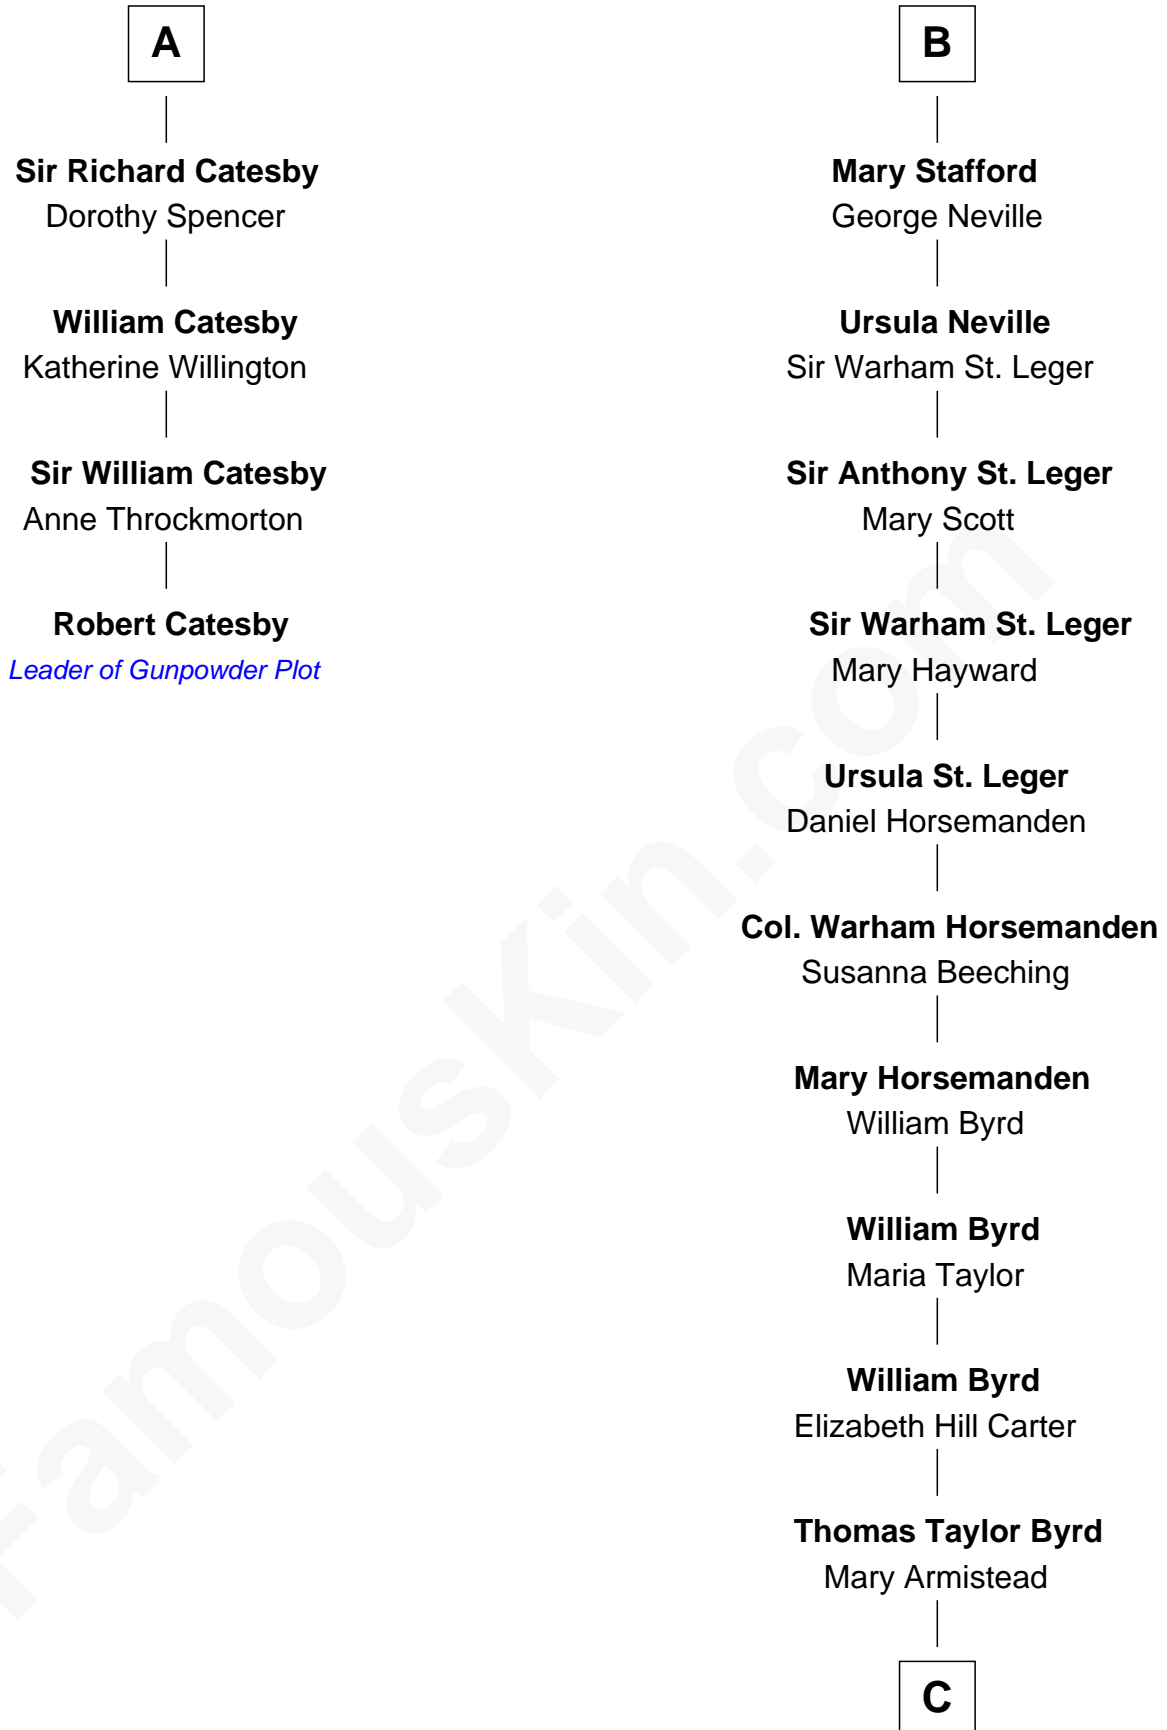 A
Sir Richard Catesby
Dorothy Spencer
William Catesby
Katherine Willington
Sir William Catesby
Anne Throckmorton
Robert Catesby
Leader of Gunpowder Plot
B
Mary Stafford
George Neville
Ursula Neville
Sir Warham St. Leger
Sir Anthony St. Leger
Mary Scott
Sir Warham St. Leger
Mary Hayward
Ursula St. Leger
Daniel Horsemanden
Col. Warham Horsemanden
Susanna Beeching
Mary Horsemanden
William Byrd
William Byrd
Maria Taylor
William Byrd
Elizabeth Hill Carter
Thomas Taylor Byrd
Mary Armistead
C
FamousKin.com